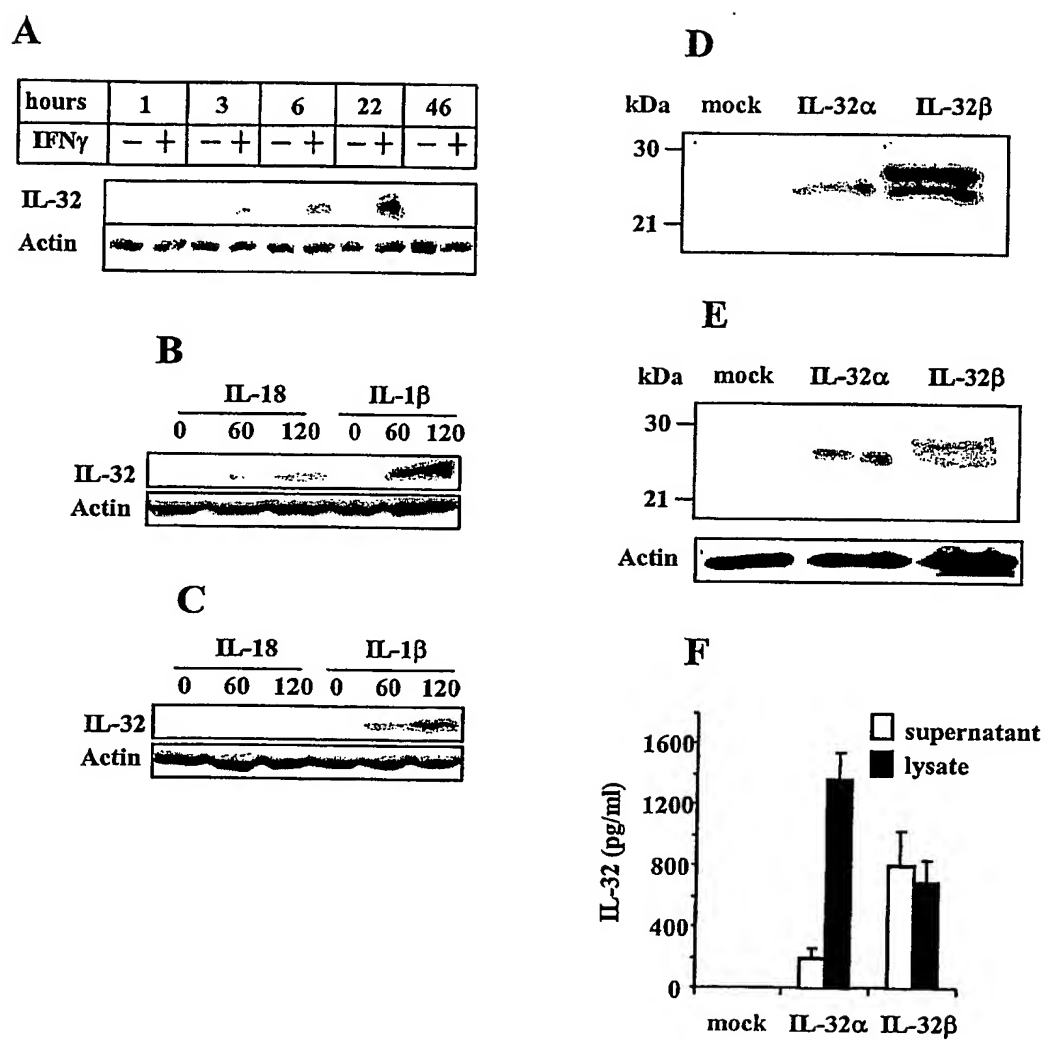 A
hours 1 3 6 22 46
IFNγ − + − + − + − + − +
IL-32
Actin
B
IL-18 IL-1β
0 60 120 0 60 120
IL-32
Actin
C
IL-18 IL-1β
0 60 120 0 60 120
IL-32
Actin
D
kDa mock IL-32α IL-32β
30
21
E
kDa mock IL-32α IL-32β
30
21
Actin
F
supernatant
lysate
IL-32 (pg/ml)
1600
1200
800
400
0
mock IL-32α IL-32β